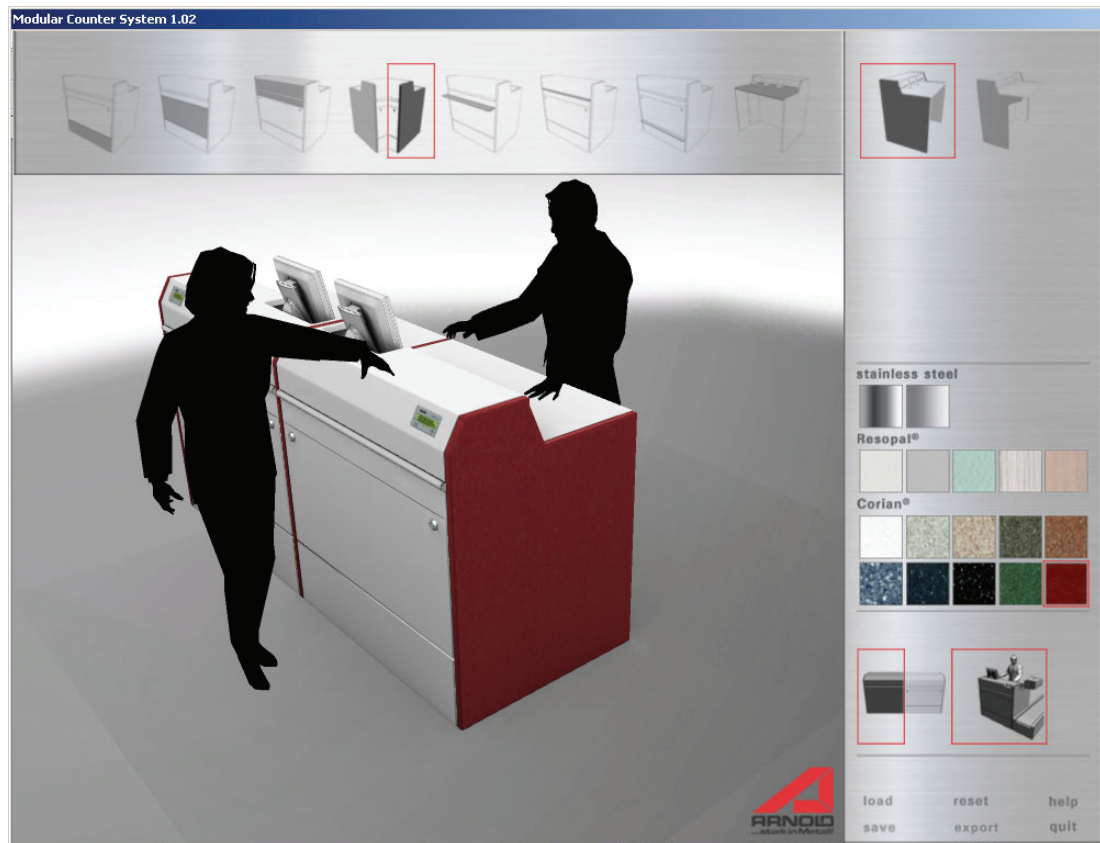 Modular Counter System 1.02
stainless steel
Resopal®
Corian®
ARNOLD
...stark in Metall!
load reset help
save export quit